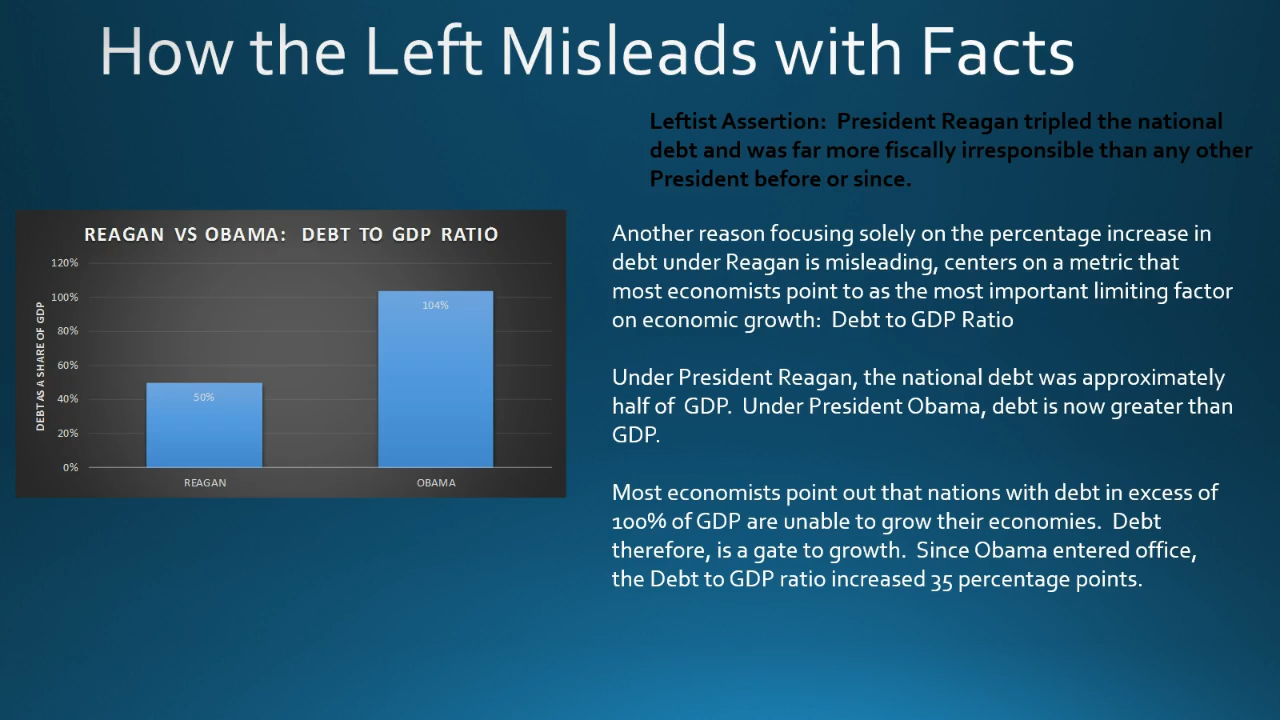 How the Left Misleads with Facts
Leftist Assertion: President Reagan tripled the national
debt and was far more fiscally irresponsible than any other
President before or since.
REAGAN VS OBAMA: DEBT TO GDP RATIO
DEBT AS A SHARE OF GDP
120%
100%
80%
60%
40%
20%
0%
50%
104%
REAGAN
OBAMA
Another reason focusing solely on the percentage increase in
debt under Reagan is misleading, centers on a metric that
most economists point to as the most important limiting factor
on economic growth: Debt to GDP Ratio
Under President Reagan, the national debt was approximately
half of GDP. Under President Obama, debt is now greater than
GDP.
Most economists point out that nations with debt in excess of
100% of GDP are unable to grow their economies. Debt
therefore, is a gate to growth. Since Obama entered office,
the Debt to GDP ratio increased 35 percentage points.